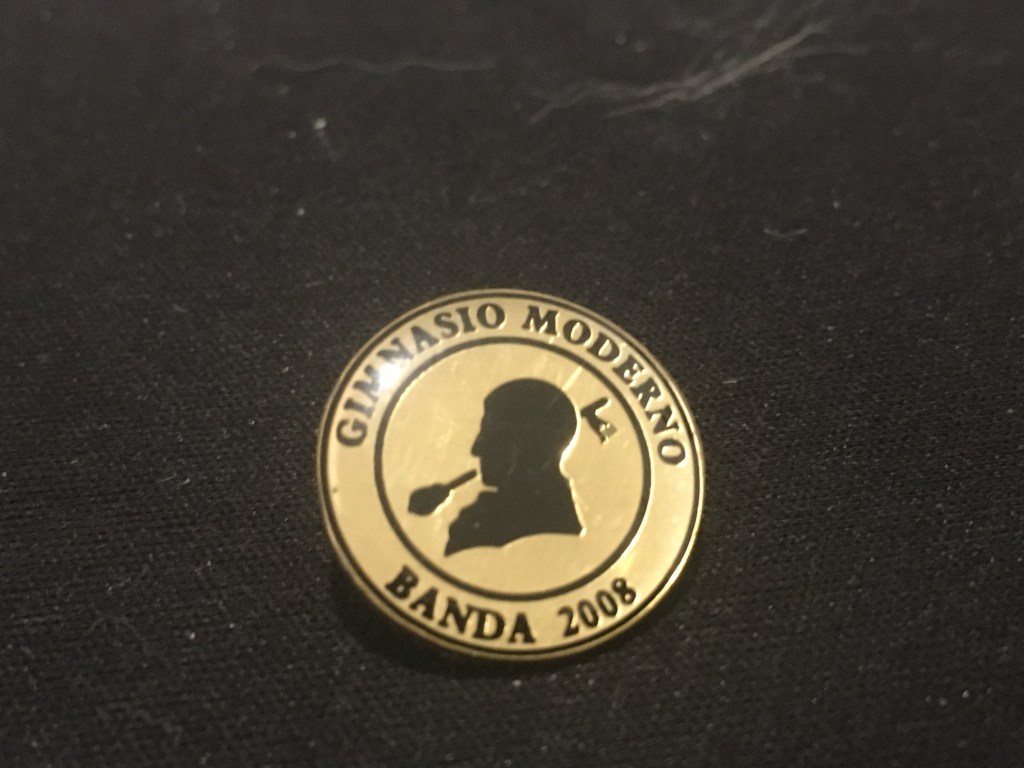 GIMNASIO MODERNO
BANDA 2008